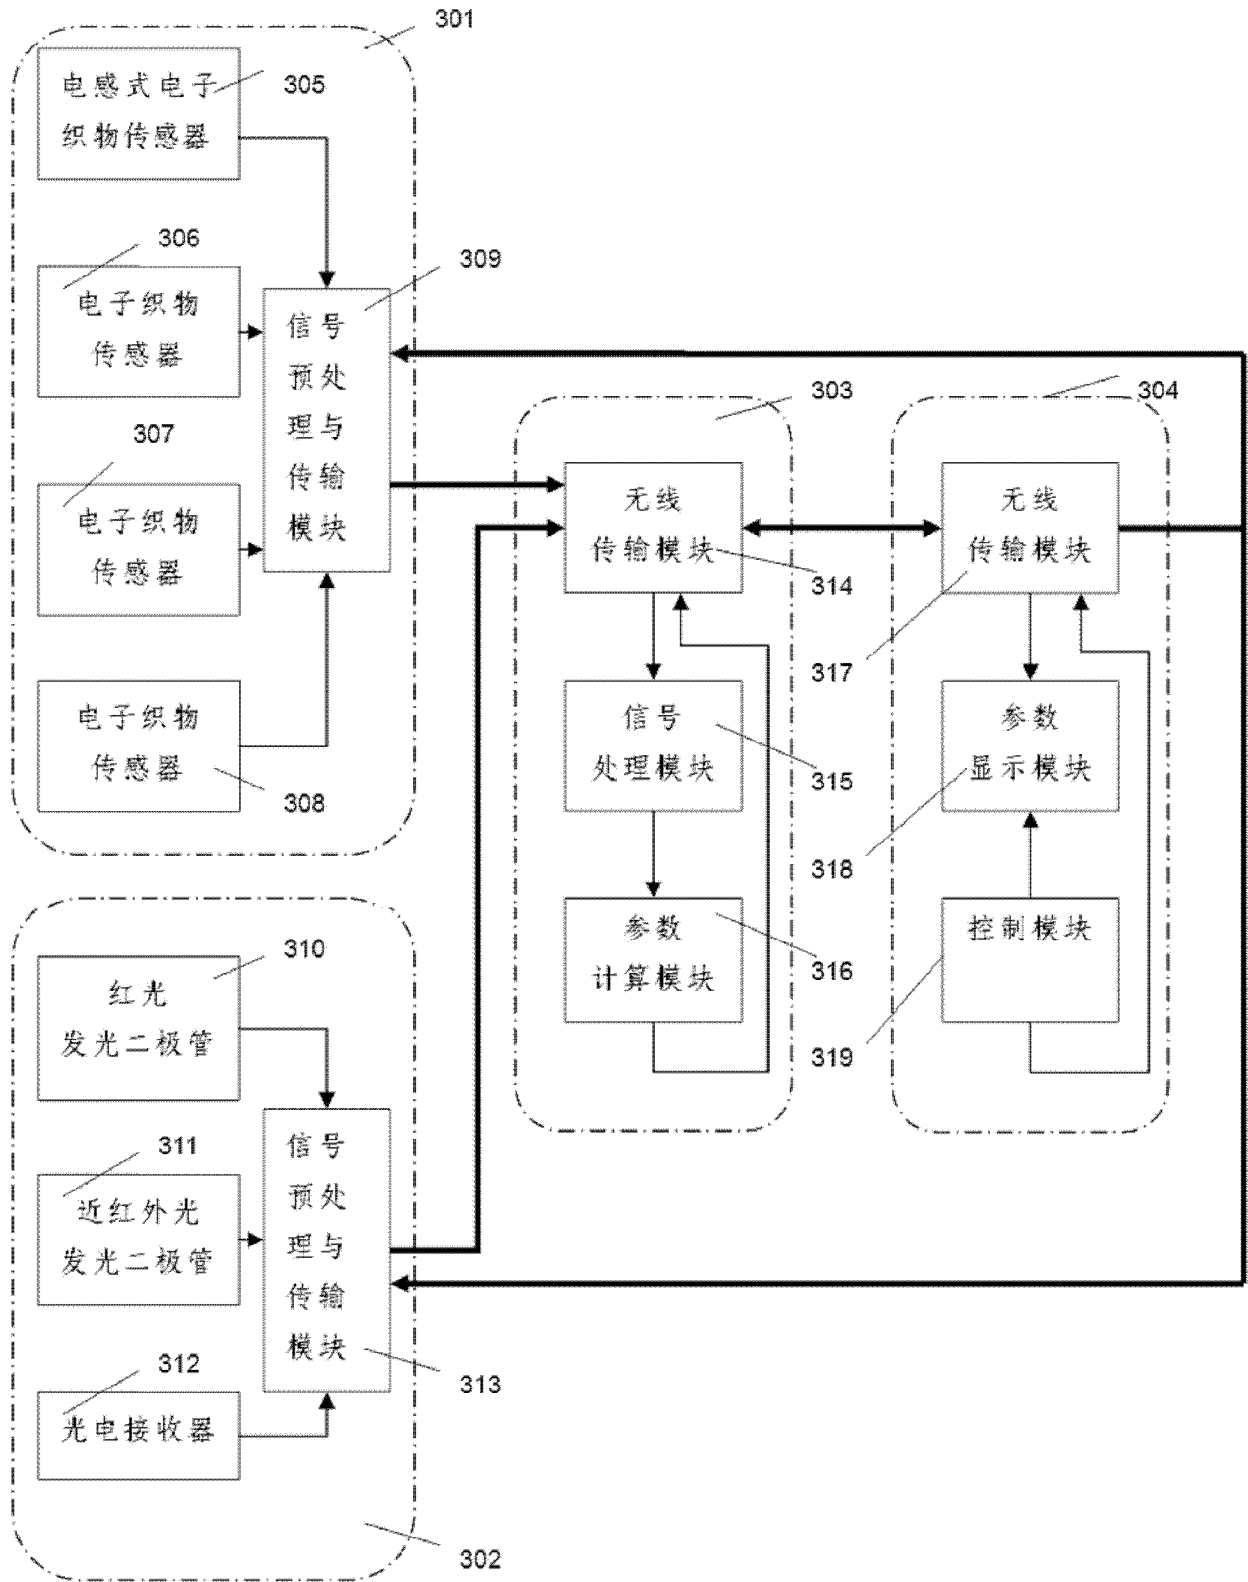 301
电感式电子
织物传感器
305
306
电子织物
传感器
309
信号
预处
理与
传输
模块
307
电子织物
传感器
电子织物
传感器
308
303
无线
传输模块
314
信号
处理模块
315
参数
计算模块
316
304
无线
传输模块
317
参数
显示模块
318
控制模块
319
310
红光
发光二极管
311
近红外光
发光二极管
312
光电接收器
信号
预处
理与
传输
模块
313
302